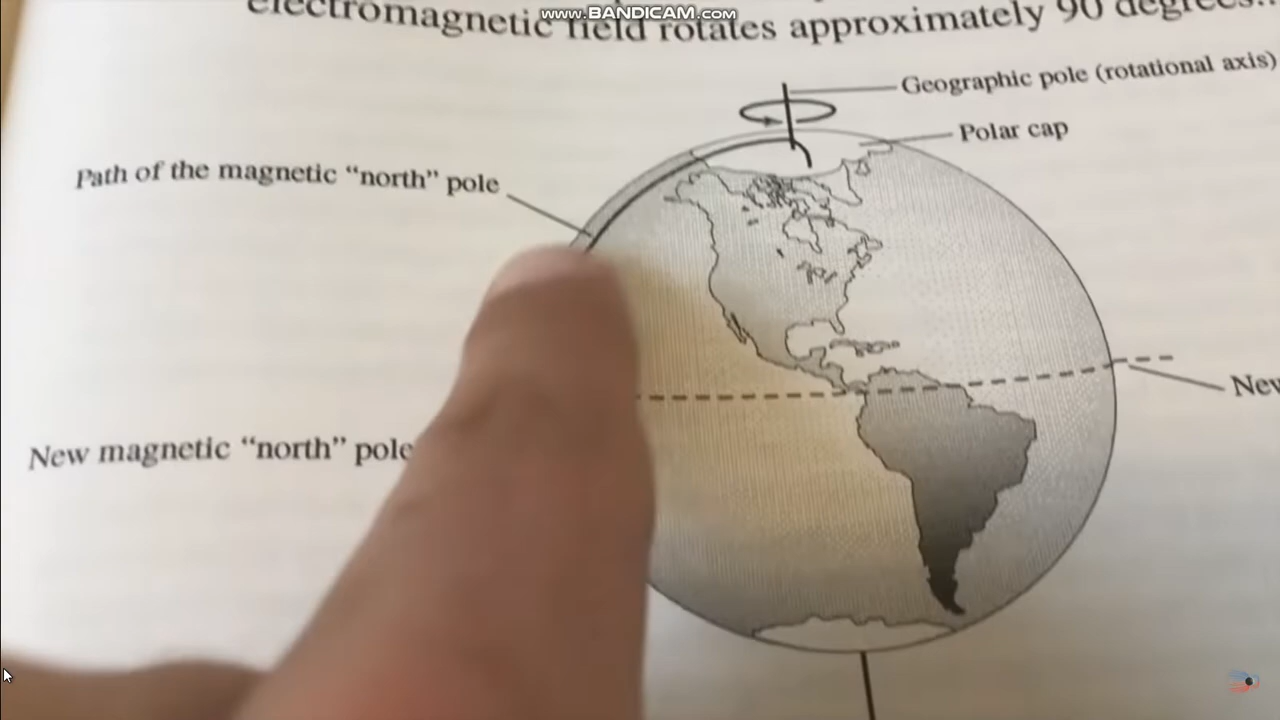 www.BANDICAM.com
electromagnetic field rotates approximately 90 degrees..
Geographic pole (rotational axis)
Polar cap
Path of the magnetic “north” pole
New magnetic “north” pole